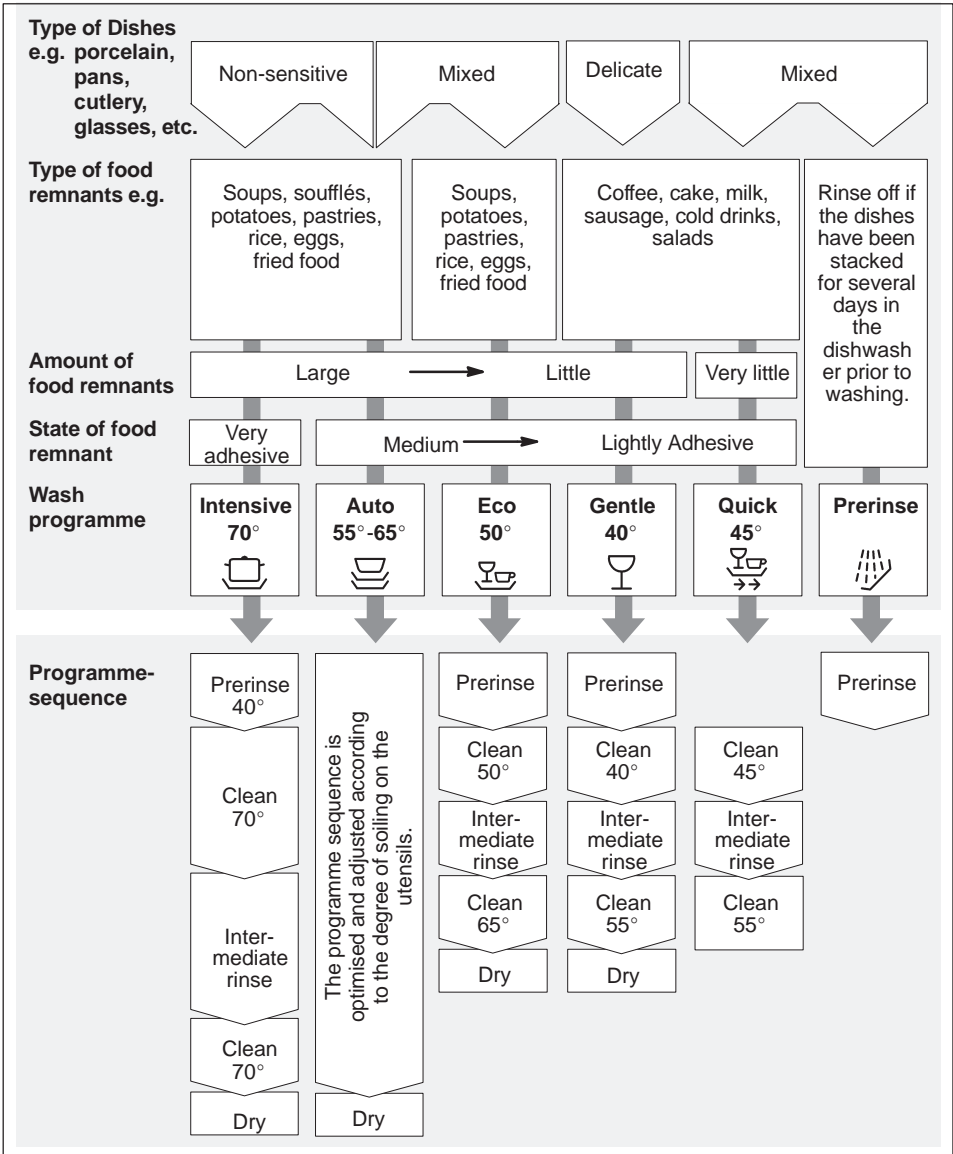 Type of Dishes
e.g. porcelain,
pans,
cutlery,
glasses, etc.
Non-sensitive
Mixed
Delicate
Mixed
Type of food
remnants e.g.
Soups, soufflés,
potatoes, pastries,
rice, eggs,
fried food
Soups,
potatoes,
pastries,
rice, eggs,
fried food
Coffee, cake, milk,
sausage, cold drinks,
salads
Rinse off if
the dishes
have been
stacked
for several
days in
the
dishwash
er prior to
washing.
Amount of
food remnants
Large
Little
Very little
State of food
remnant
Very
adhesive
Medium
Lightly Adhesive
Wash
programme
Intensive
70°
Auto
55°-65°
Eco
50°
Gentle
40°
Quick
45°
Prerinse
Programme-
sequence
Prerinse
40°
Clean
70°
Inter-
mediate
rinse
Clean
70°
Dry
The programme sequence is
optimised and adjusted according
to the degree of soiling on the
utensils.
Dry
Prerinse
Clean
50°
Inter-
mediate
rinse
Clean
65°
Dry
Prerinse
Clean
40°
Inter-
mediate
rinse
Clean
55°
Dry
Clean
45°
Inter-
mediate
rinse
Clean
55°
Prerinse